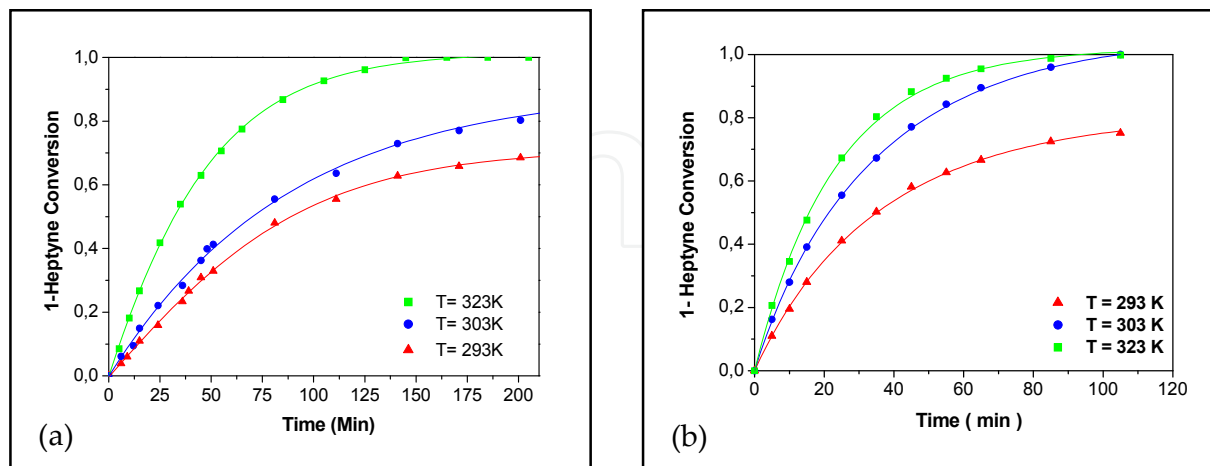 1,0
0,8
0,6
0,4
0,2
0,0
1-Heptyne Conversion
T= 323K
T= 303K
T= 293K
0 25 50 75 100 125 150 175 200
Time (Min)
(a)
1,0
0,8
0,6
0,4
0,2
0,0
1- Heptyne Conversion
T = 293 K
T = 303 K
T = 323 K
0 20 40 60 80 100 120
Time ( min )
(b)